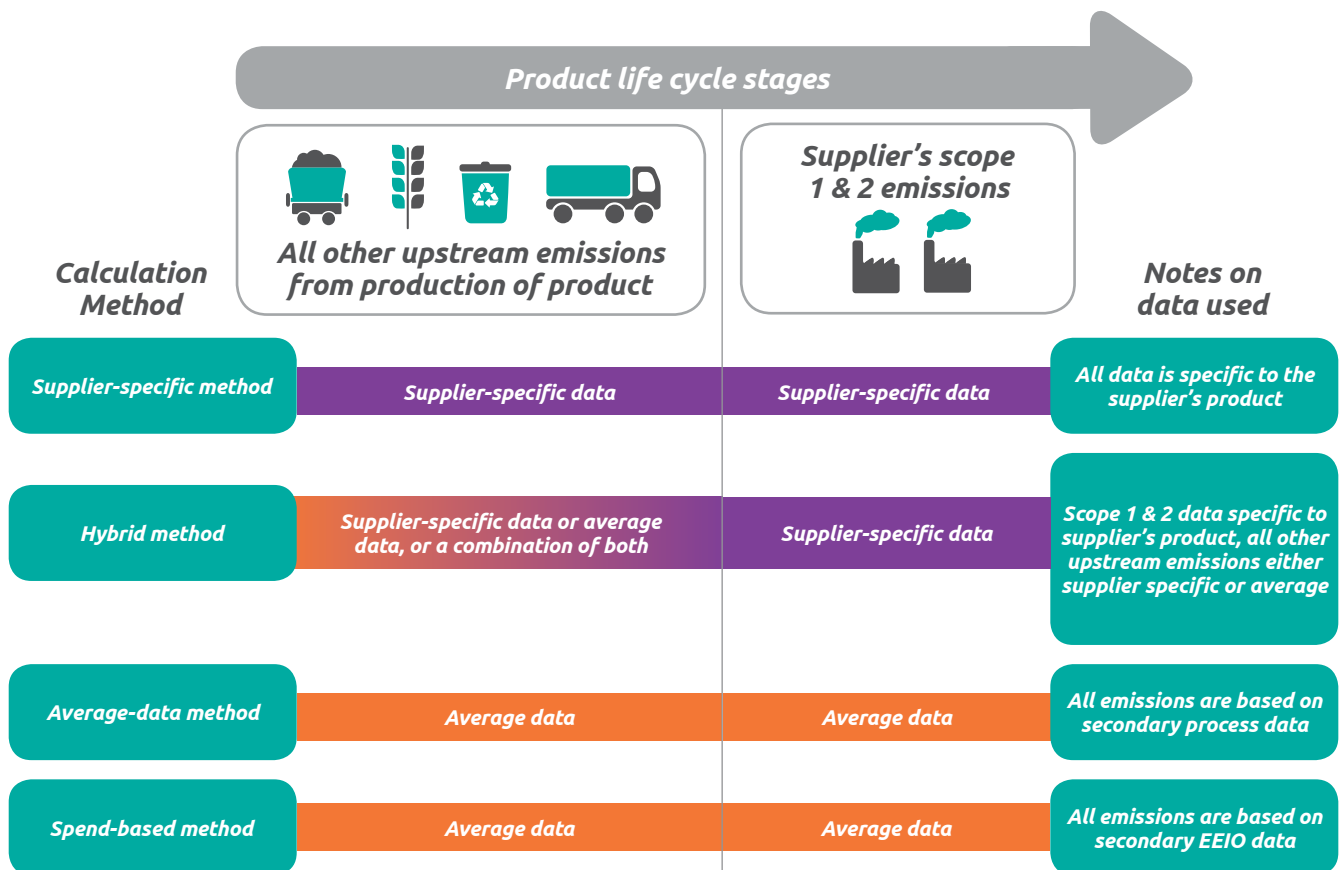 Product life cycle stages
All other upstream emissions
from production of product
Supplier’s scope
1 & 2 emissions
Calculation
Method
Notes on
data used
Supplier-specific method
Supplier-specific data
Supplier-specific data
All data is specific to the
supplier’s product
Hybrid method
Supplier-specific data or average
data, or a combination of both
Supplier-specific data
Scope 1 & 2 data specific to
supplier’s product, all other
upstream emissions either
supplier specific or average
Average-data method
Average data
Average data
All emissions are based on
secondary process data
Spend-based method
Average data
Average data
All emissions are based on
secondary EEIO data